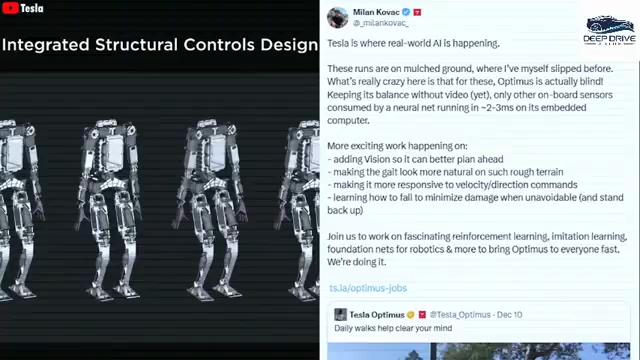 Tesla
Integrated Structural Controls Design
Milan Kovac
@_milankovac_
Tesla is where real-world AI is happening.
These runs are on mulched ground, where I've myself slipped before.
What's really crazy here is that for these, Optimus is actually blind!
Keeping its balance without video (yet), only other on-board sensors
consumed by a neural net running in ~2-3ms on its embedded
computer.
More exciting work happening on:
- adding Vision so it can better plan ahead
- making the gait look more natural on such rough terrain
- making it more responsive to velocity/direction commands
- learning how to fall to minimize damage when unavoidable (and stand
back up)
Join us to work on fascinating reinforcement learning, imitation learning,
foundation nets for robotics & more to bring Optimus to everyone fast.
We're doing it.
ts.la/optimus-jobs
Tesla Optimus @Tesla_Optimus · Dec 10
Daily walks help clear your mind
DEEP DRIVE